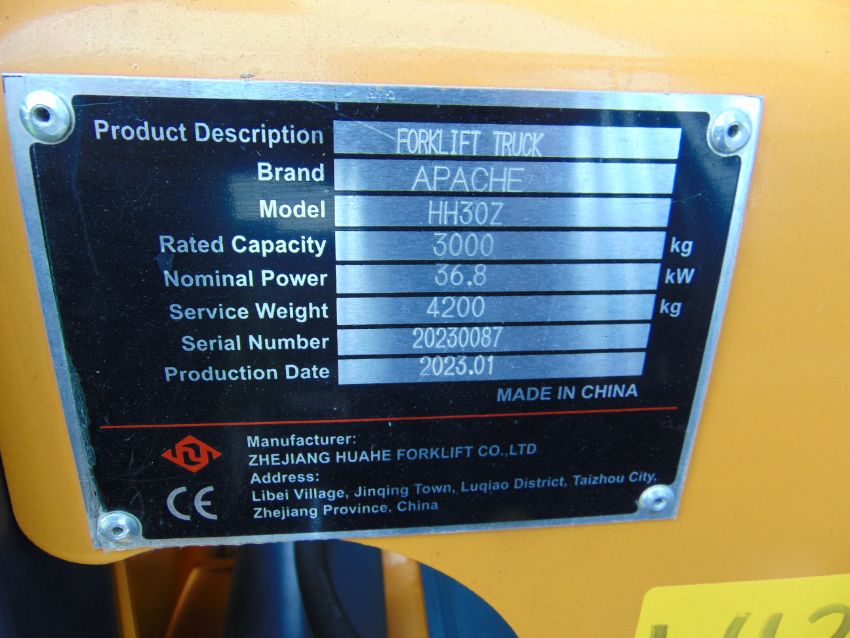 Product Description FORKLIFT TRUCK
Brand APACHE
Model HH30Z
Rated Capacity 3000 kg
Nominal Power 36.8 kW
Service Weight 4200 kg
Serial Number 20230087
Production Date 2023.01
MADE IN CHINA
Manufacturer:
ZHEJIANG HUAHE FORKLIFT CO.,LTD
Address:
Libei Village, Jinqing Town, Luqiao District, Taizhou City,
Zhejiang Province, China
CE